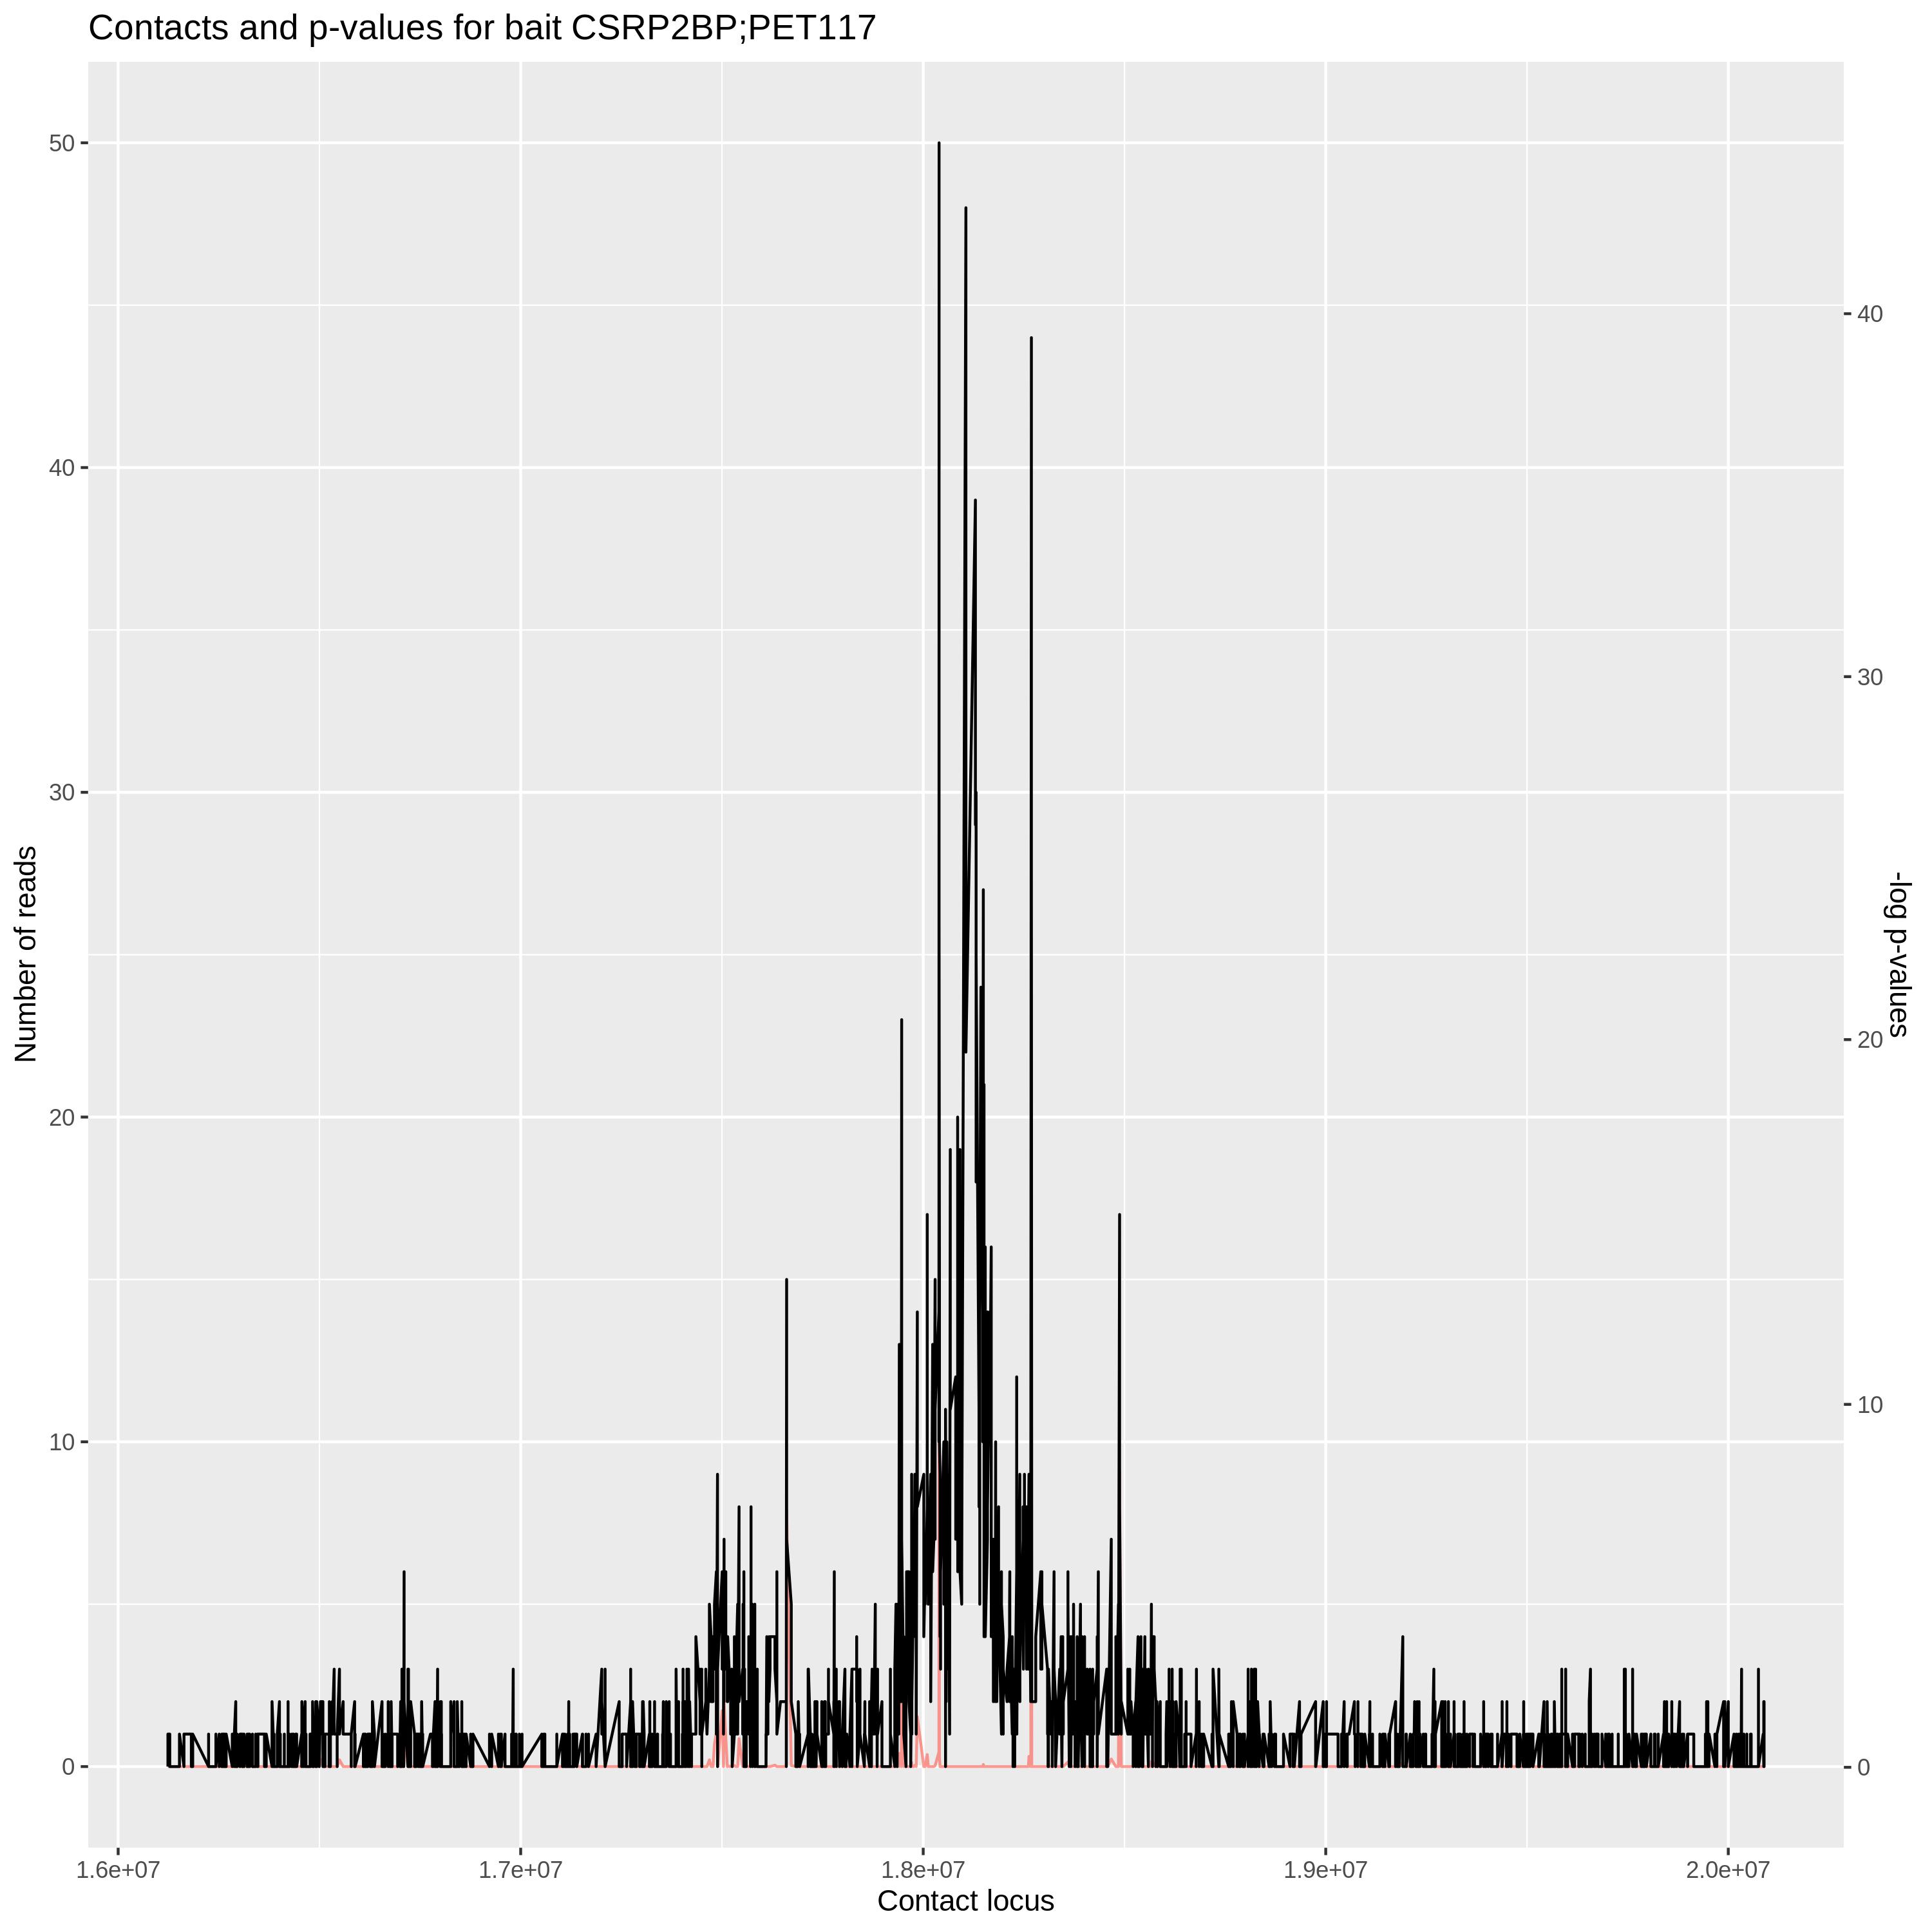 Contacts and p-values for bait CSRP2BP;PET117
50
40
30
20
10
0
Number of reads
40
30
20
10
0
-log p-values
1.6e+07 1.7e+07 1.8e+07 1.9e+07 2.0e+07
Contact locus